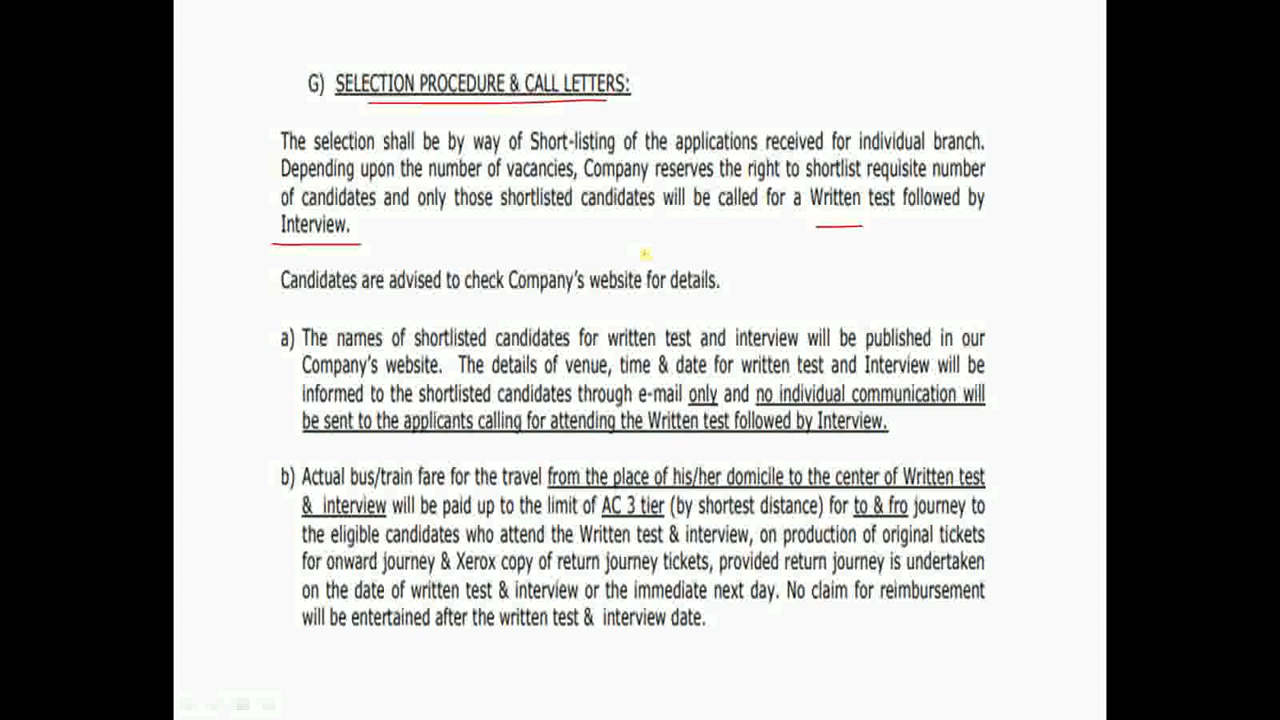 G) SELECTION PROCEDURE & CALL LETTERS:
The selection shall be by way of Short-listing of the applications received for individual branch.
Depending upon the number of vacancies, Company reserves the right to shortlist requisite number
of candidates and only those shortlisted candidates will be called for a Written test followed by
Interview.
Candidates are advised to check Company's website for details.
a) The names of shortlisted candidates for written test and interview will be published in our
Company's website. The details of venue, time & date for written test and Interview will be
informed to the shortlisted candidates through e-mail only and no individual communication will
be sent to the applicants calling for attending the Written test followed by Interview.
b) Actual bus/train fare for the travel from the place of his/her domicile to the center of Written test
& interview will be paid up to the limit of AC 3 tier (by shortest distance) for to & fro journey to
the eligible candidates who attend the Written test & interview, on production of original tickets
for onward journey & Xerox copy of return journey tickets, provided return journey is undertaken
on the date of written test & interview or the immediate next day. No claim for reimbursement
will be entertained after the written test & interview date.